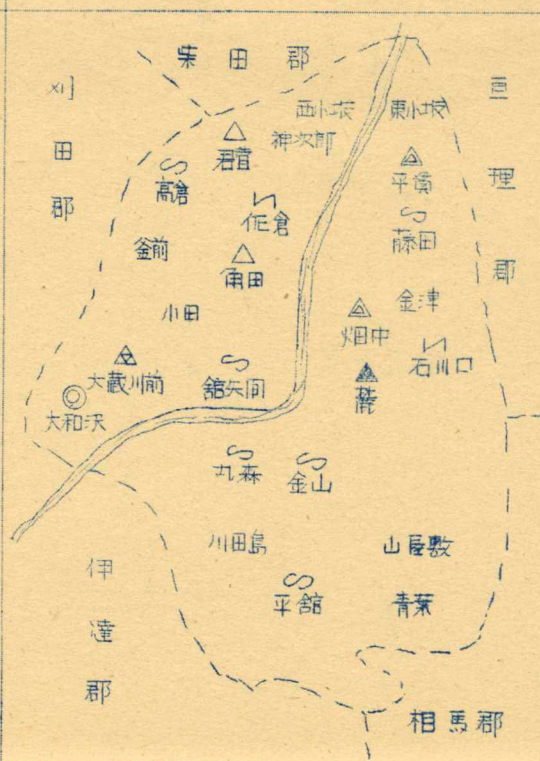 柴田郡
刈田郡
亘理郡
西小坂
東小坂
神次郎
君萱
平貫
高倉
佐倉
藤田
釜前
角田
金津
小田
畑中
石川口
大蔵川前
舘矢間
大和沢
丸森
金山
川田島
山屋敷
平舘
青葉
伊達郡
相馬郡